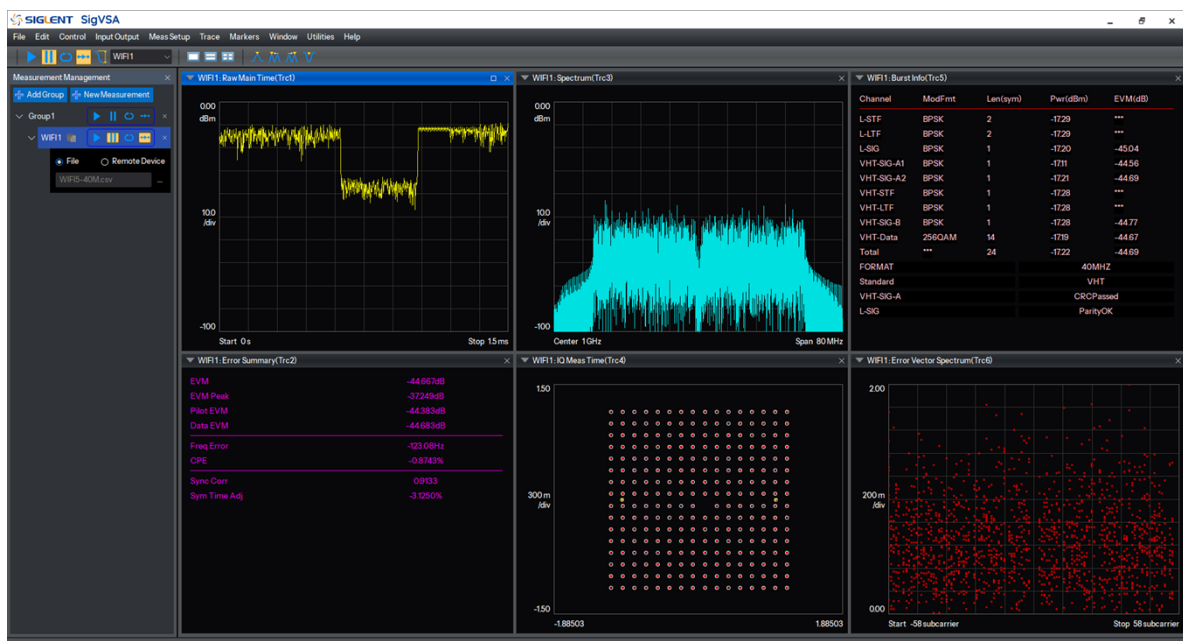 SIGLENT SigVSA
File Edit Control Input/Output Meas Setup Trace Markers Window Utilities Help
WIFI1
Measurement Management
Add Group New Measurement
Group1
WIFI1
File Remote Device
WIFI5-40M.csv ...
WIFI1: Raw Main Time(Trc1)
000
dBm
100
/div
-100
Start 0 s Stop 1.5 ms
WIFI1: Spectrum(Trc3)
000
dBm
100
/div
-100
Center 1 GHz Span 80 MHz
WIFI1: Burst Info(Trc5)
Channel ModFmt Len(sym) Pwr(dBm) EVM(dB)
L-STF BPSK 2 -17.29 ***
L-LTF BPSK 2 -17.29 ***
L-SIG BPSK 1 -17.20 -45.04
VHT-SIG-A1 BPSK 1 -17.11 -44.56
VHT-SIG-A2 BPSK 1 -17.21 -44.69
VHT-STF BPSK 1 -17.28 ***
VHT-LTF BPSK 1 -17.28 ***
VHT-SIG-B BPSK 1 -17.28 -44.77
VHT-Data 256QAM 14 -17.19 -44.67
Total *** 24 -17.22 -44.69
FORMAT 40MHZ
Standard VHT
VHT-SIG-A CRC Passed
L-SIG Parity OK
WIFI1: Error Summary(Trc2)
EVM -44.667dB
EVM Peak -37.249dB
Pilot EVM -44.383dB
Data EVM -44.683dB
Freq Error -123.08Hz
CPE -0.8743%
Sync Corr 0.9133
Sym Time Adj -3.1250%
WIFI1: IQ Meas Time(Trc4)
1.50
300 m
/div
-1.50
-1.88503 1.88503
WIFI1: Error Vector Spectrum(Trc6)
2.00
200 m
/div
0.00
Start -58 subcarrier Stop 58 subcarrier